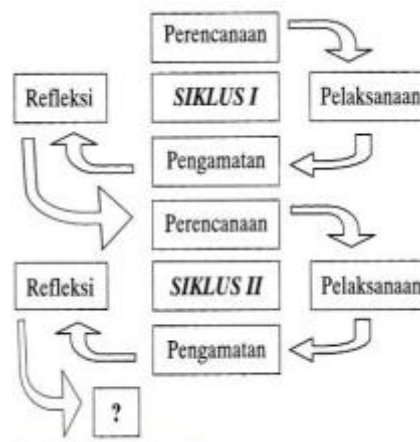 Perencanaan
Refleksi
SIKLUS I
Pelaksanaan
Pengamatan
Perencanaan
Refleksi
SIKLUS II
Pelaksanaan
Pengamatan
?